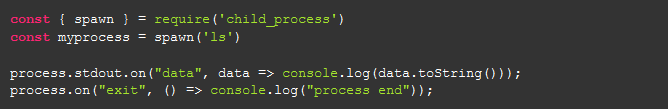 const { spawn } = require('child_process')
const myprocess = spawn('ls')
process.stdout.on("data", data => console.log(data.toString()));
process.on("exit", () => console.log("process end"));